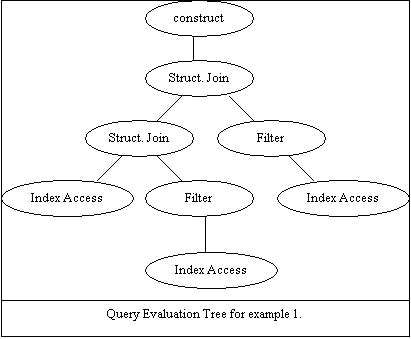 construct
Struct. Join
Struct. Join
Filter
Index Access
Filter
Index Access
Index Access
Query Evaluation Tree for example 1.